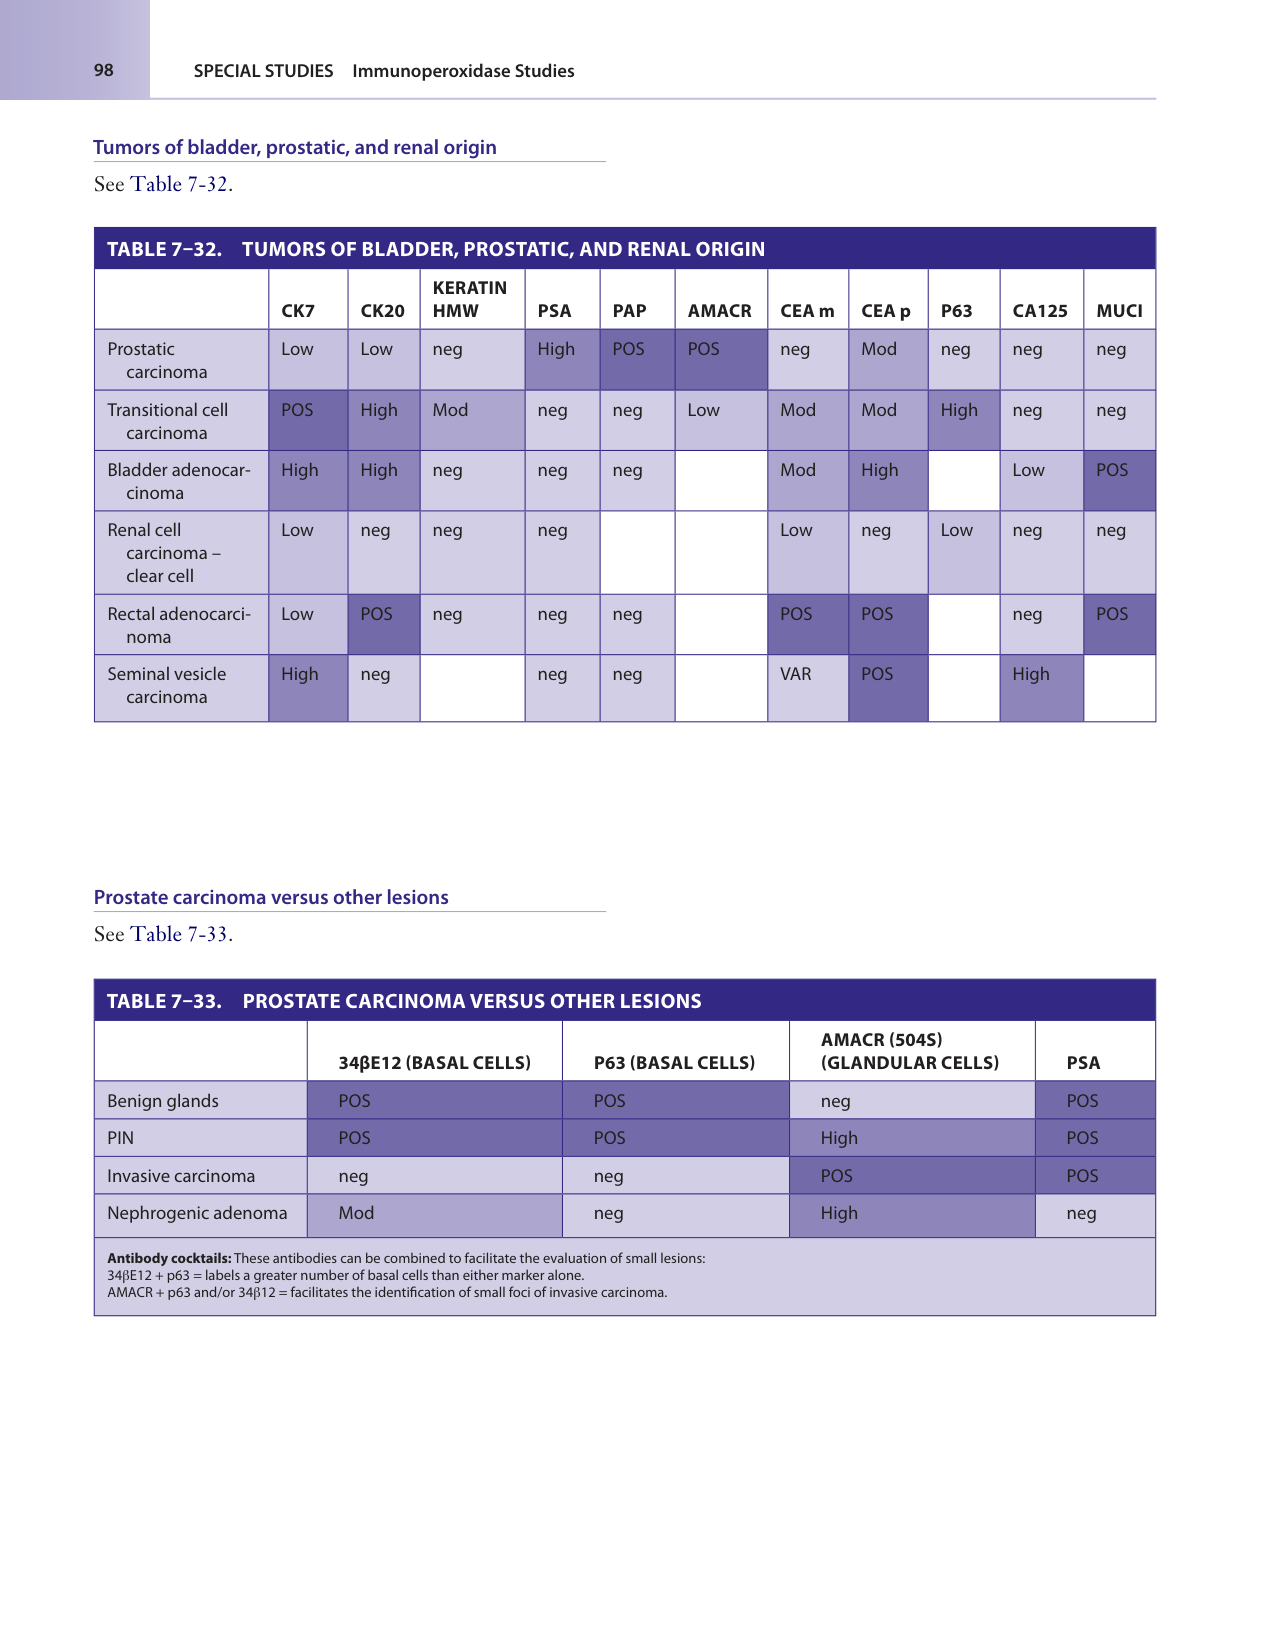 98 SPECIAL STUDIES Immunoperoxidase Studies
Tumors of bladder, prostatic, and renal origin
See Table 7-32.
TABLE 7–32. TUMORS OF BLADDER, PROSTATIC, AND RENAL ORIGIN
CK7 CK20 KERATIN HMW PSA PAP AMACR CEA m CEA p P63 CA125 MUCI
Prostatic carcinoma Low Low neg High POS POS neg Mod neg neg neg
Transitional cell carcinoma POS High Mod neg neg Low Mod Mod High neg neg
Bladder adenocar-cinoma High High neg neg neg Mod High Low POS
Renal cell carcinoma – clear cell Low neg neg neg Low neg Low neg neg
Rectal adenocarci-noma Low POS neg neg neg POS POS neg POS
Seminal vesicle carcinoma High neg neg neg VAR POS High
Prostate carcinoma versus other lesions
See Table 7-33.
TABLE 7–33. PROSTATE CARCINOMA VERSUS OTHER LESIONS
34βE12 (BASAL CELLS) P63 (BASAL CELLS) AMACR (504S) (GLANDULAR CELLS) PSA
Benign glands POS POS neg POS
PIN POS POS High POS
Invasive carcinoma neg neg POS POS
Nephrogenic adenoma Mod neg High neg
Antibody cocktails: These antibodies can be combined to facilitate the evaluation of small lesions:
34βE12 + p63 = labels a greater number of basal cells than either marker alone.
AMACR + p63 and/or 34β12 = facilitates the identification of small foci of invasive carcinoma.